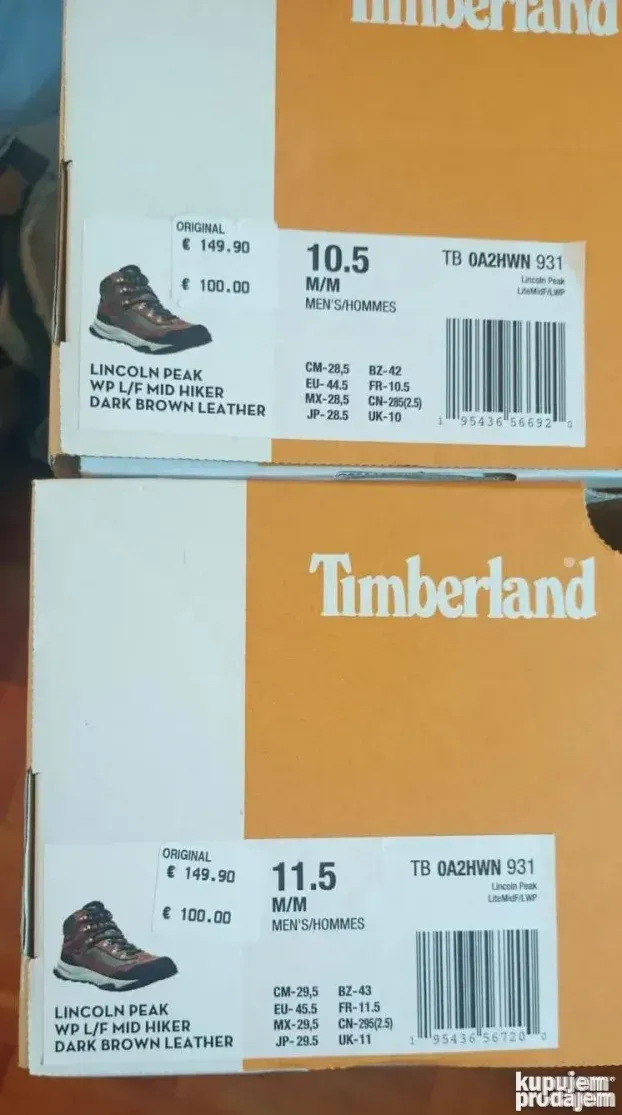 Timberland
ORIGINAL
€ 149.90
€ 100.00
10.5
M/M
MEN'S/HOMMES
TB 0A2HWN 931
Lincoln Peak
LiteMidF/LWP
LINCOLN PEAK
WP L/F MID HIKER
DARK BROWN LEATHER
CM-28,5 BZ-42
EU-44.5 FR-10.5
MX-28,5 CN-285(2.5)
JP-28.5 UK-10
1 95436 56692 0
Timberland®
ORIGINAL
€ 149.90
€ 100.00
11.5
M/M
MEN'S/HOMMES
TB 0A2HWN 931
Lincoln Peak
LiteMidF/LWP
LINCOLN PEAK
WP L/F MID HIKER
DARK BROWN LEATHER
CM-29,5 BZ-43
EU-45.5 FR-11.5
MX-29,5 CN-295(2.5)
JP-29.5 UK-11
1 95436 56720 0
kupujem
prodajem